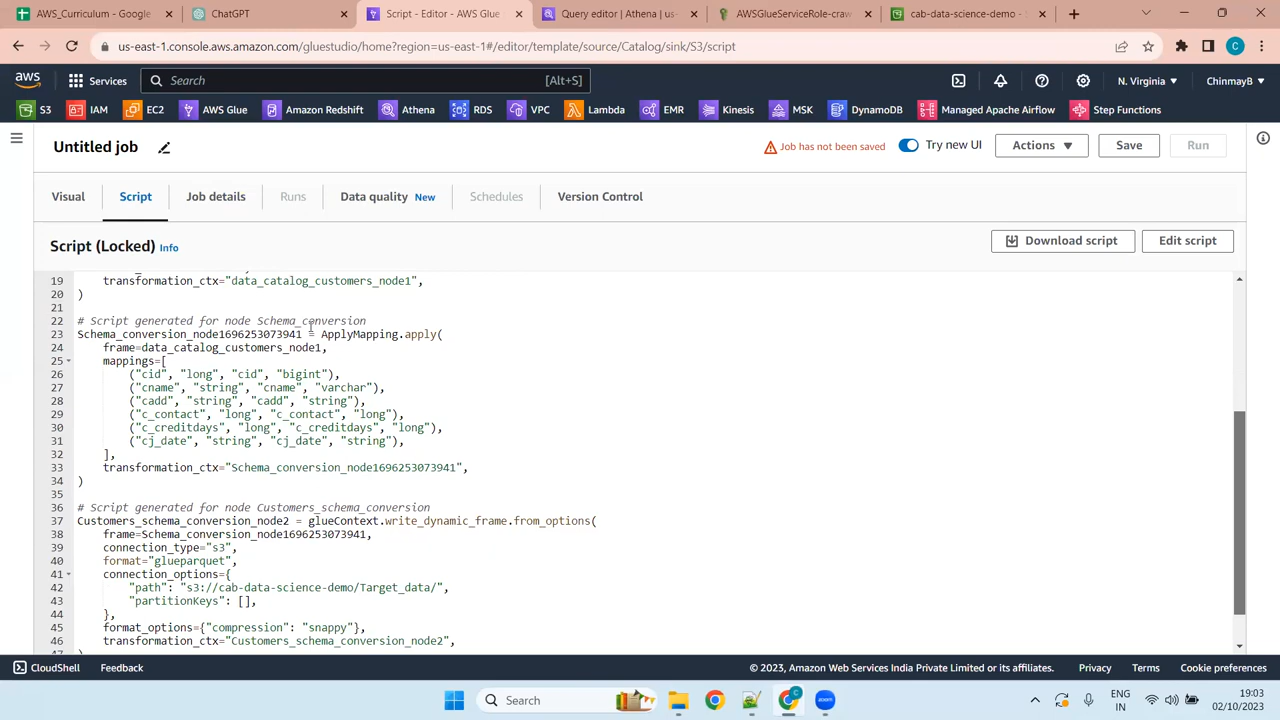 AWS_Curriculum - Google
ChatGPT
Script - Editor - AWS Glue
Query editor | Athena | us-
AWSGlueServiceRole-craw
cab-data-science-demo -
us-east-1.console.aws.amazon.com/gluestudio/home?region=us-east-1#/editor/template/source/Catalog/sink/S3/script
C
aws
Services
Search
[Alt+S]
N. Virginia
ChinmayB
S3
IAM
EC2
AWS Glue
Amazon Redshift
Athena
RDS
VPC
Lambda
EMR
Kinesis
MSK
DynamoDB
Managed Apache Airflow
Step Functions
Untitled job
Job has not been saved
Try new UI
Actions
Save
Run
Visual
Script
Job details
Runs
Data quality New
Schedules
Version Control
Script (Locked) Info
Download script
Edit script
19 transformation_ctx="data_catalog_customers_node1",
20 )
21
22 # Script generated for node Schema_conversion
23 Schema_conversion_node1696253073941 = ApplyMapping.apply(
24 frame=data_catalog_customers_node1,
25 mappings=[
26 ("cid", "long", "cid", "bigint"),
27 ("cname", "string", "cname", "varchar"),
28 ("cadd", "string", "cadd", "string"),
29 ("c_contact", "long", "c_contact", "long"),
30 ("c_creditdays", "long", "c_creditdays", "long"),
31 ("cj_date", "string", "cj_date", "string"),
32 ],
33 transformation_ctx="Schema_conversion_node1696253073941",
34 )
35
36 # Script generated for node Customers_schema_conversion
37 Customers_schema_conversion_node2 = glueContext.write_dynamic_frame.from_options(
38 frame=Schema_conversion_node1696253073941,
39 connection_type="s3",
40 format="glueparquet",
41 connection_options={
42 "path": "s3://cab-data-science-demo/Target_data/",
43 "partitionKeys": [],
44 },
45 format_options={"compression": "snappy"},
46 transformation_ctx="Customers_schema_conversion_node2",
47 )
CloudShell
Feedback
© 2023, Amazon Web Services India Private Limited or its affiliates.
Privacy
Terms
Cookie preferences
Search
ENG
IN
19:03
02/10/2023